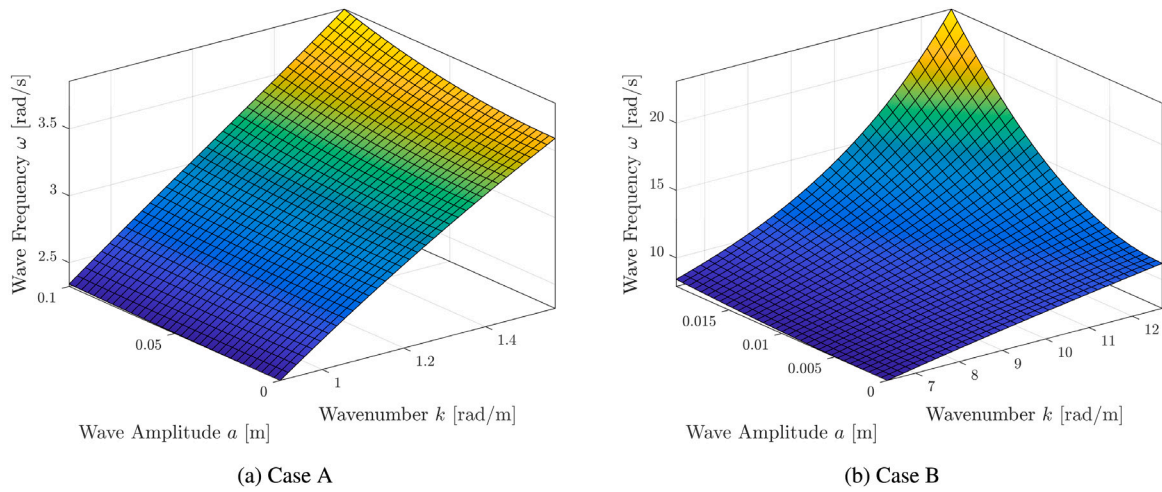 Wave Frequency ω [rad/s]
3.5
3
2.5
0.1
0.05
0
1
1.2
1.4
Wavenumber k [rad/m]
Wave Amplitude a [m]
(a) Case A
Wave Frequency ω [rad/s]
20
15
10
0.015
0.01
0.005
0
7
8
9
10
11
12
Wavenumber k [rad/m]
Wave Amplitude a [m]
(b) Case B